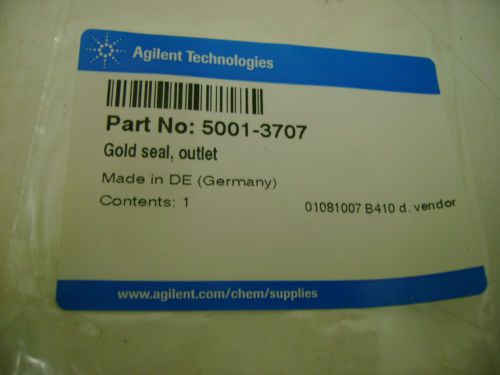 Agilent Technologies
Part No: 5001-3707
Gold seal, outlet
Made in DE (Germany)
Contents: 1
01081007 B410 d. vendor
www.agilent.com/chem/supplies